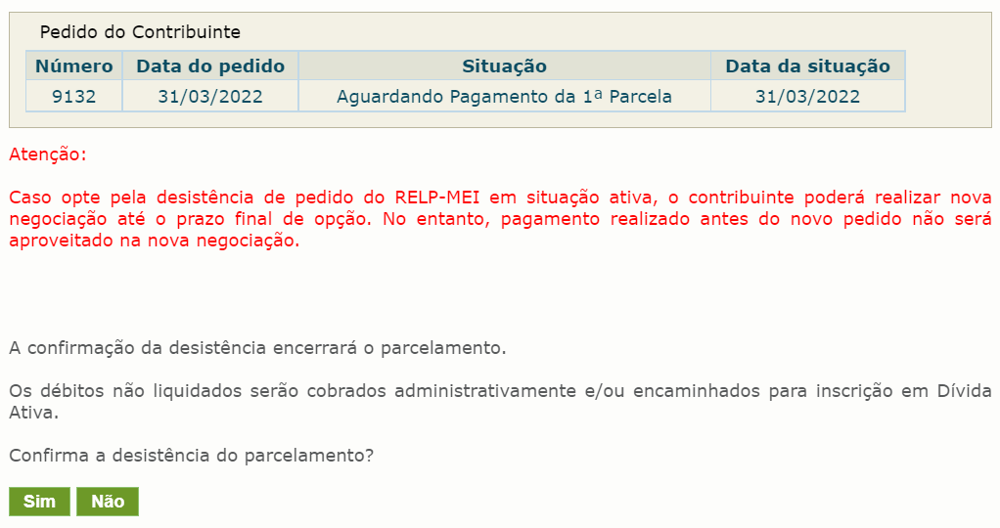 Pedido do Contribuinte
Número Data do pedido Situação Data da situação
9132 31/03/2022 Aguardando Pagamento da 1ª Parcela 31/03/2022
Atenção:
Caso opte pela desistência de pedido do RELP-MEI em situação ativa, o contribuinte poderá realizar nova
negociação até o prazo final de opção. No entanto, pagamento realizado antes do novo pedido não será
aproveitado na nova negociação.
A confirmação da desistência encerrará o parcelamento.
Os débitos não liquidados serão cobrados administrativamente e/ou encaminhados para inscrição em Dívida
Ativa.
Confirma a desistência do parcelamento?
Sim Não